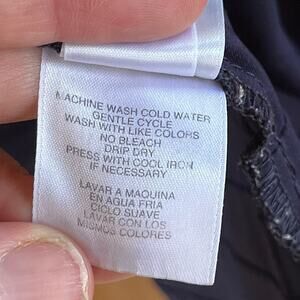 MACHINE WASH COLD WATER
GENTLE CYCLE
WASH WITH LIKE COLORS
NO BLEACH
DRIP DRY
PRESS WITH COOL IRON
IF NECESSARY
LAVAR A MAQUINA
EN AGUA FRIA
CICLO SUAVE
LAVAR CON LOS
MISMOS COLORES